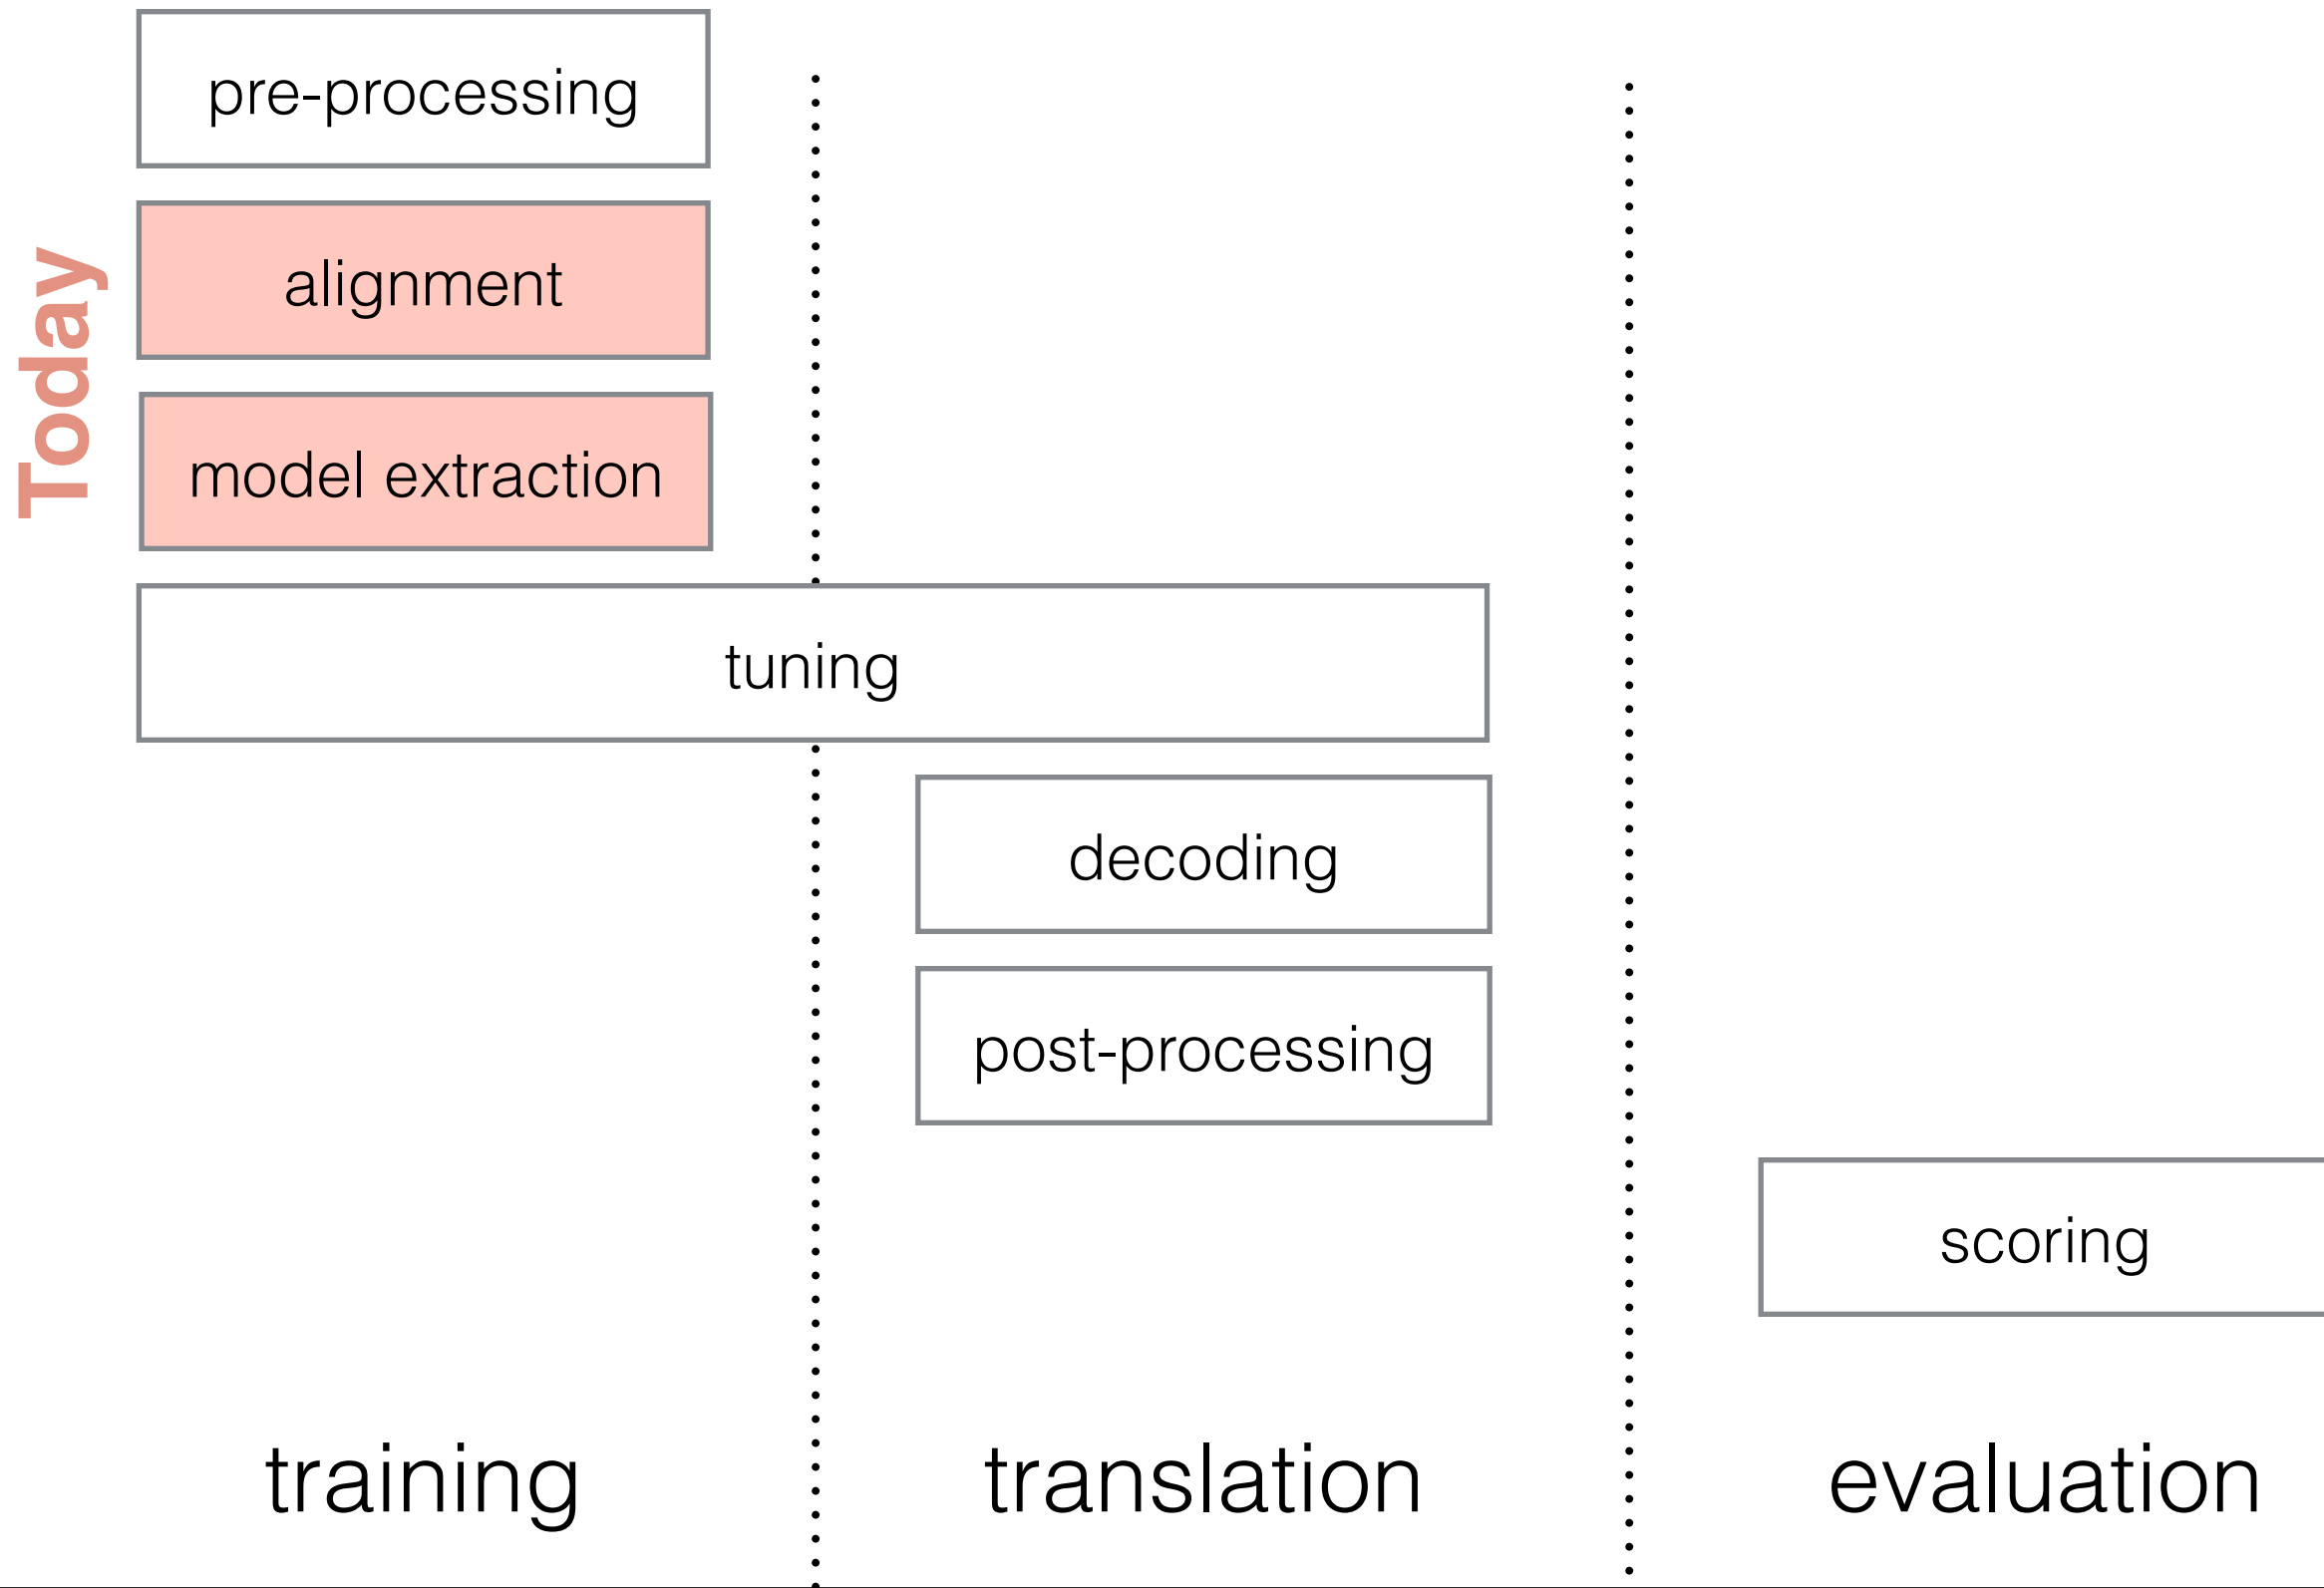 pre-processing
Today
alignment
model extraction
tuning
decoding
post-processing
scoring
training
translation
evaluation